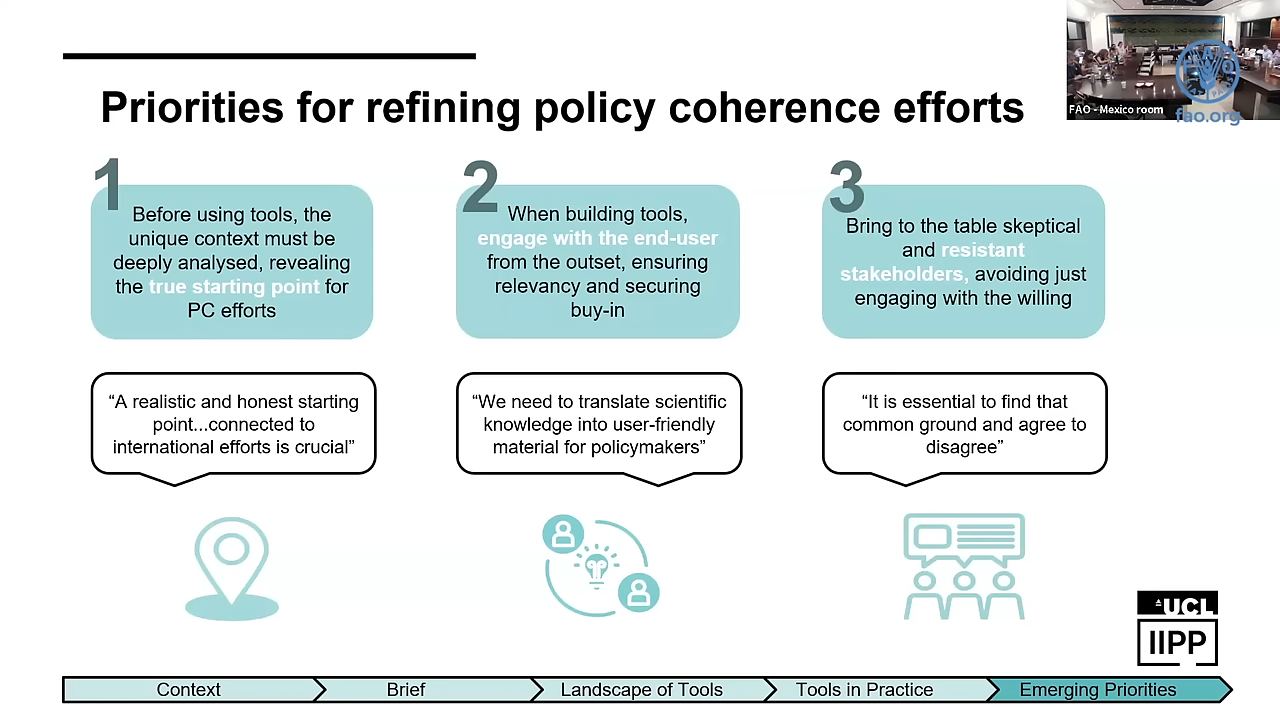 Priorities for refining policy coherence efforts
FAO - Mexico room
fao.org
1
Before using tools, the
unique context must be
deeply analysed, revealing
the true starting point for
PC efforts
2
When building tools,
engage with the end-user
from the outset, ensuring
relevancy and securing
buy-in
3
Bring to the table skeptical
and resistant
stakeholders, avoiding just
engaging with the willing
“A realistic and honest starting
point...connected to
international efforts is crucial”
“We need to translate scientific
knowledge into user-friendly
material for policymakers”
“It is essential to find that
common ground and agree to
disagree”
UCL
IIPP
Context
Brief
Landscape of Tools
Tools in Practice
Emerging Priorities